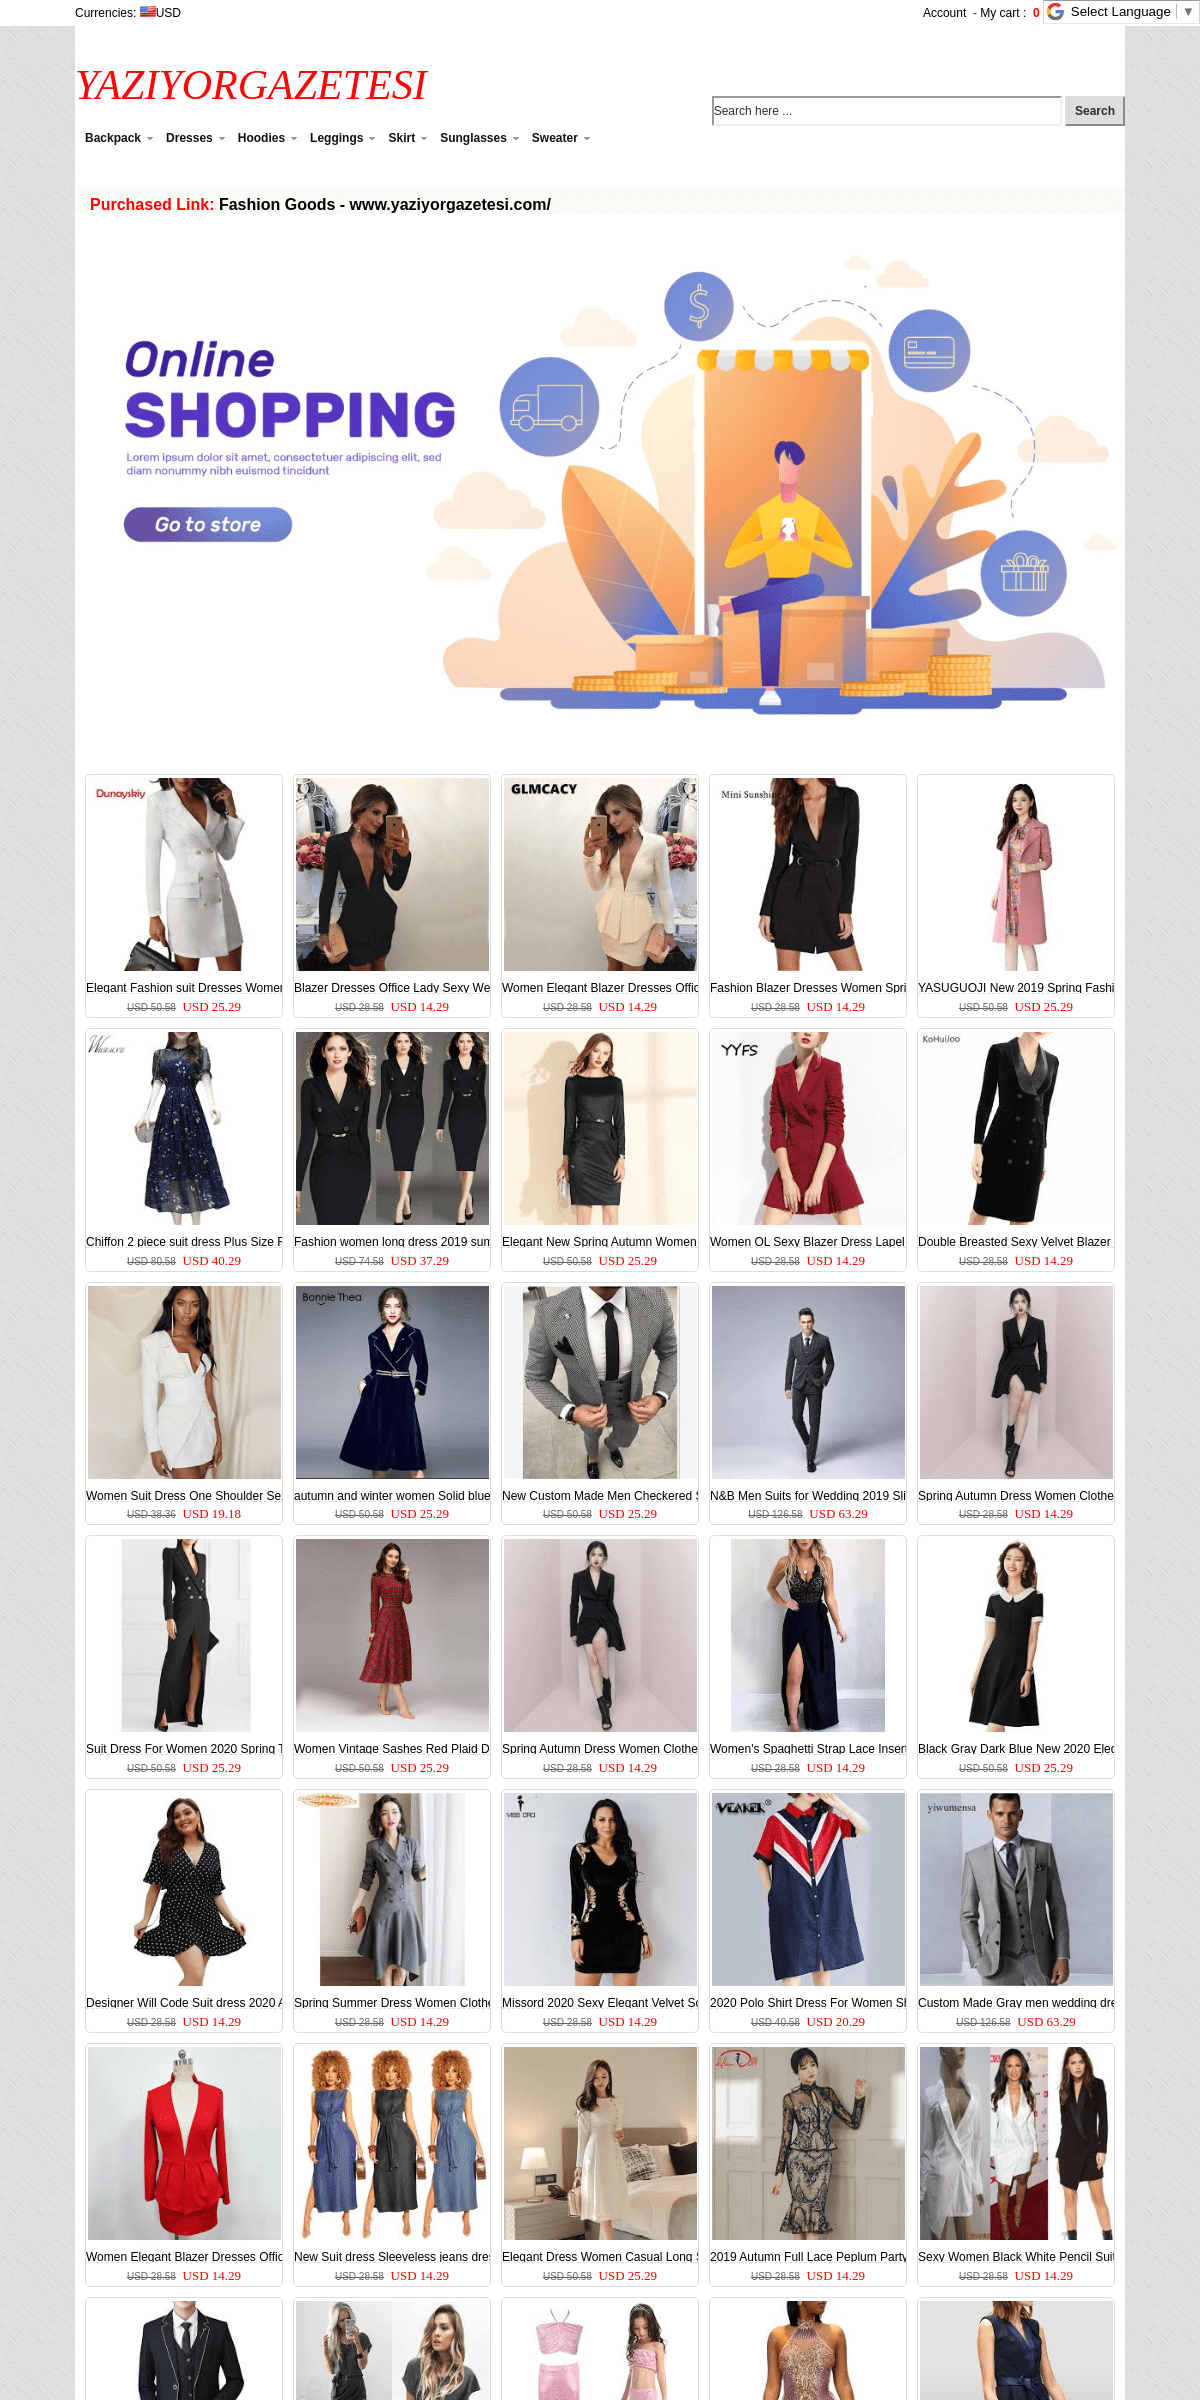 Currencies: USD
Account - My cart : 0 Select Language ▼
YAZIYORGAZETESI
Search here ... Search
Backpack Dresses Hoodies Leggings Skirt Sunglasses Sweater
Purchased Link: Fashion Goods - www.yaziyorgazetesi.com/
Online
SHOPPING
Lorem ipsum dolor sit amet, consectetuer adipiscing elit, sed
diam nonummy nibh euismod tincidunt
Go to store
Dunayskiy
GLMCACY
Mini Sunshine
Elegant Fashion suit Dresses Women
Blazer Dresses Office Lady Sexy We
Women Elegant Blazer Dresses Offic
Fashion Blazer Dresses Women Spri
YASUGUOJI New 2019 Spring Fashi
USD 50.58 USD 25.29
USD 28.58 USD 14.29
USD 28.58 USD 14.29
USD 28.58 USD 14.29
USD 50.58 USD 25.29
YYFS
KoHuiJoo
Chiffon 2 piece suit dress Plus Size F
Fashion women long dress 2019 sum
Elegant New Spring Autumn Women
Women OL Sexy Blazer Dress Lapel
Double Breasted Sexy Velvet Blazer
USD 80.58 USD 40.29
USD 74.58 USD 37.29
USD 50.58 USD 25.29
USD 28.58 USD 14.29
USD 28.58 USD 14.29
Bonnie Thea
Women Suit Dress One Shoulder Se
autumn and winter women Solid blue
New Custom Made Men Checkered S
N&B Men Suits for Wedding 2019 Sli
Spring Autumn Dress Women Clothe
USD 38.36 USD 19.18
USD 50.58 USD 25.29
USD 50.58 USD 25.29
USD 126.58 USD 63.29
USD 28.58 USD 14.29
Suit Dress For Women 2020 Spring T
Women Vintage Sashes Red Plaid D
Spring Autumn Dress Women Clothe
Women's Spaghetti Strap Lace Insert
Black Gray Dark Blue New 2020 Eleg
USD 50.58 USD 25.29
USD 50.58 USD 25.29
USD 28.58 USD 14.29
USD 28.58 USD 14.29
USD 50.58 USD 25.29
MISS ORD
VEAKER®
yiwumensa
Designer Will Code Suit dress 2020 A
Spring Summer Dress Women Clothe
Missord 2020 Sexy Elegant Velvet Sc
2020 Polo Shirt Dress For Women Sh
Custom Made Gray men wedding dre
USD 28.58 USD 14.29
USD 28.58 USD 14.29
USD 28.58 USD 14.29
USD 40.58 USD 20.29
USD 126.58 USD 63.29
Women Elegant Blazer Dresses Offic
New Suit dress Sleeveless jeans dres
Elegant Dress Women Casual Long S
2019 Autumn Full Lace Peplum Party
Sexy Women Black White Pencil Suit
USD 28.58 USD 14.29
USD 28.58 USD 14.29
USD 50.58 USD 25.29
USD 28.58 USD 14.29
USD 28.58 USD 14.29